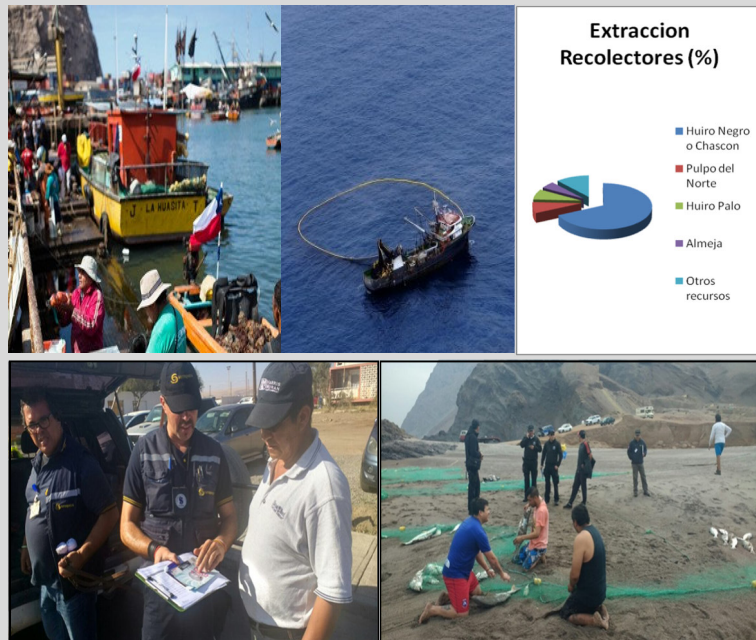 J - LA HUASITA - T
Extraccion
Recolectores (%)
Huiro Negro
o Chascon
Pulpo del
Norte
Huiro Palo
Almeja
Otros
recursos